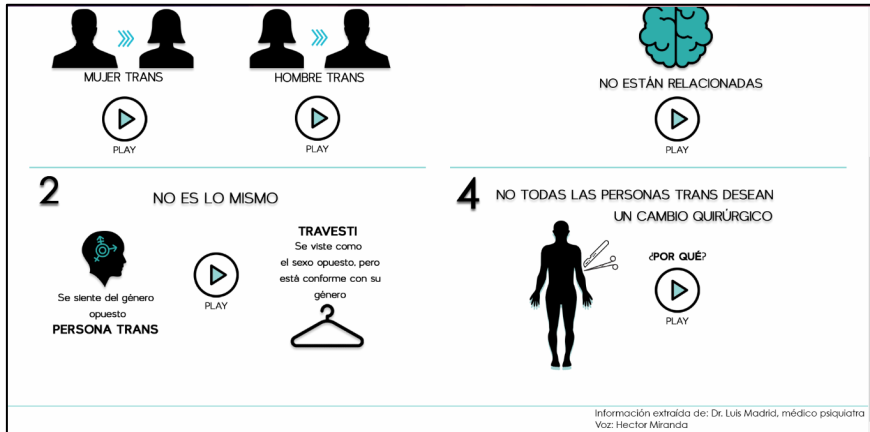 MUJER TRANS
PLAY
HOMBRE TRANS
PLAY
NO ESTÁN RELACIONADAS
PLAY
2
NO ES LO MISMO
Se siente del género
opuesto
PERSONA TRANS
PLAY
TRAVESTI
Se viste como
el sexo opuesto, pero
está conforme con su
género
4
NO TODAS LAS PERSONAS TRANS DESEAN
UN CAMBIO QUIRÚRGICO
¿POR QUÉ?
PLAY
Información extraída de: Dr. Luis Madrid, médico psiquiatra
Voz: Hector Miranda